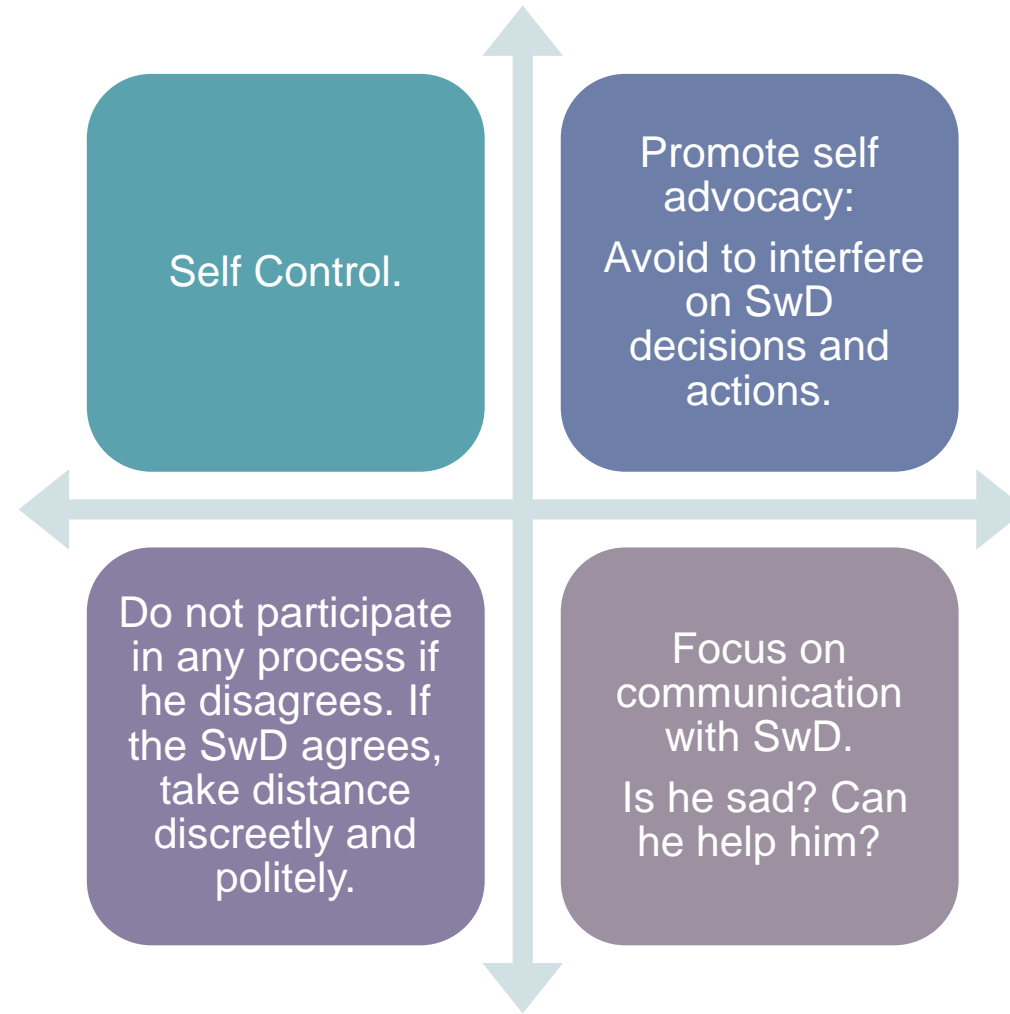 Self Control.
Promote self
advocacy:
Avoid to interfere
on SwD
decisions and
actions.
Do not participate
in any process if
he disagrees. If
the SwD agrees,
take distance
discreetly and
politely.
Focus on
communication
with SwD.
Is he sad? Can
he help him?